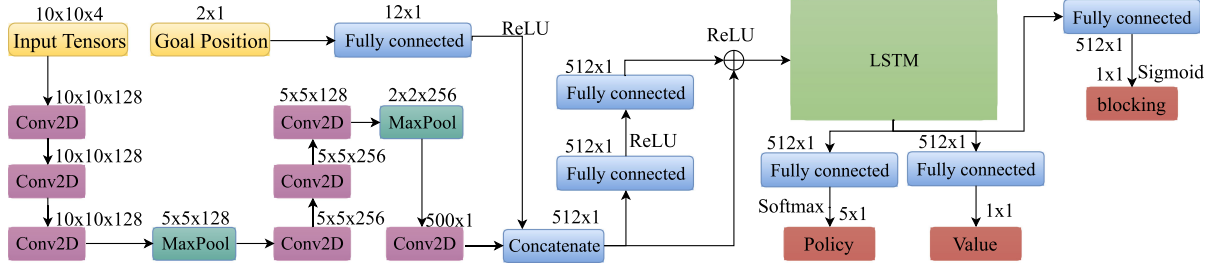 10x10x4
Input Tensors
2x1
Goal Position
12x1
Fully connected
ReLU
10x10x128
Conv2D
10x10x128
Conv2D
10x10x128
Conv2D
5x5x128
MaxPool
5x5x256
Conv2D
5x5x256
Conv2D
5x5x128
Conv2D
2x2x256
MaxPool
500x1
Conv2D
512x1
Concatenate
512x1
Fully connected
ReLU
512x1
Fully connected
ReLU
LSTM
512x1
Fully connected
Softmax
5x1
Policy
512x1
Fully connected
1x1
Value
Fully connected
512x1
1x1
Sigmoid
blocking